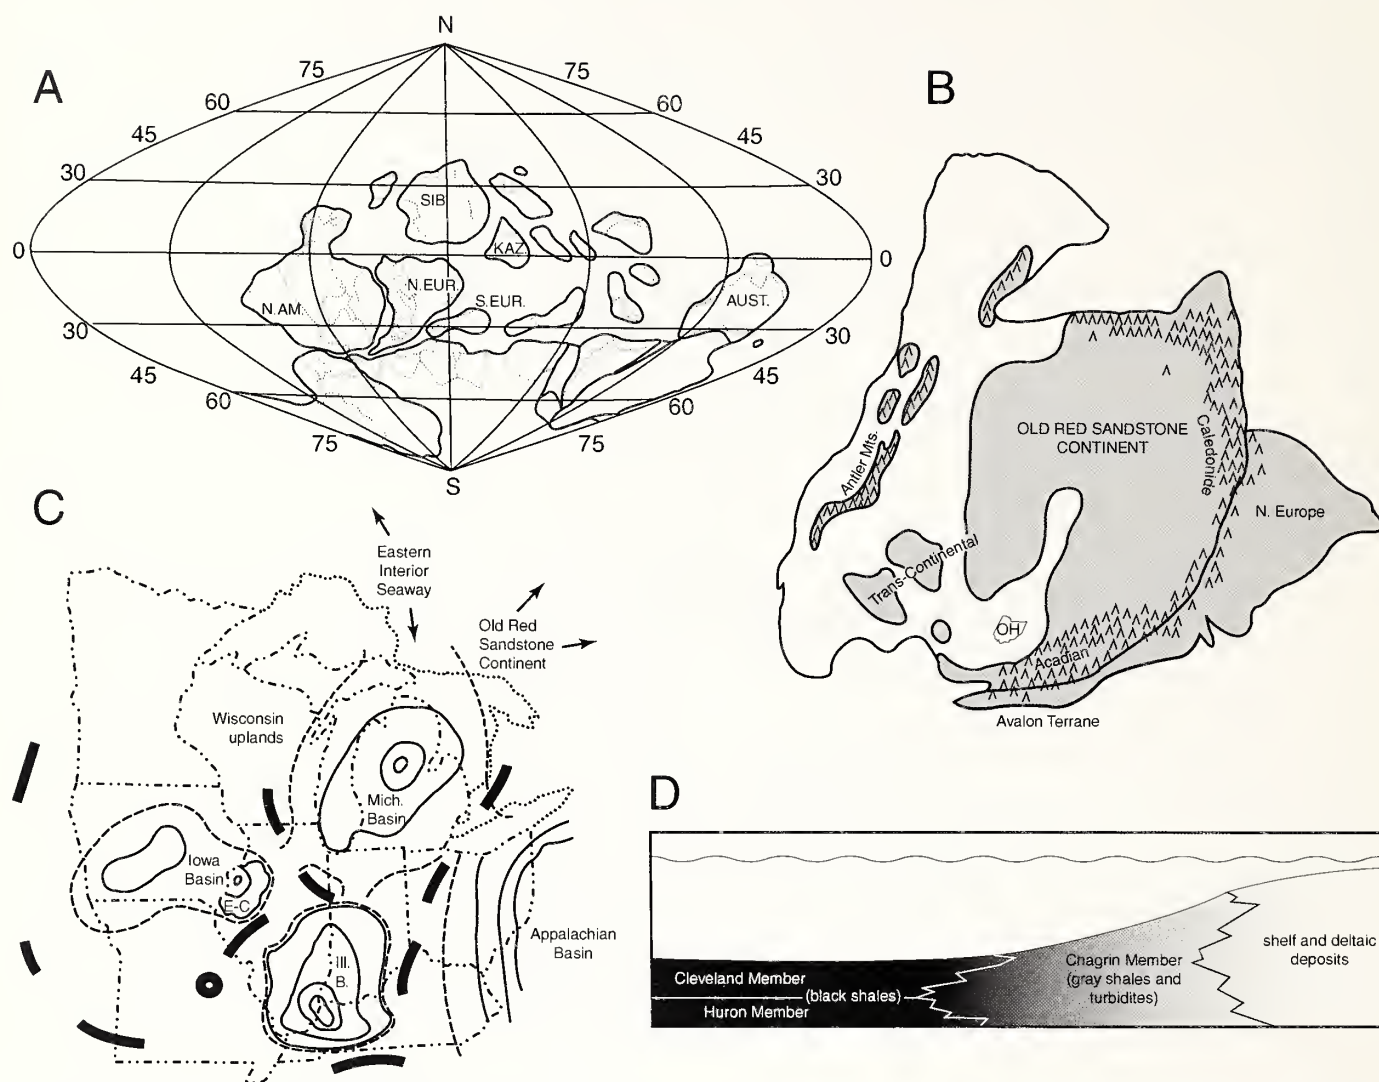 A
N
75
75
60
60
45
45
30
30
SIB.
KAZ.
0
0
N.EUR.
N.AM.
S.EUR.
AUST.
30
30
45
45
60
60
75
75
S
B
OLD RED SANDSTONE
CONTINENT
Caledonide
Antler Mts.
N. Europe
Trans-Continental
OH
Acadian
Avalon Terrane
C
Eastern
Interior
Seaway
Old Red
Sandstone
Continent
Wisconsin
uplands
Mich.
Basin
Iowa
Basin
E-C
Ill.
B.
Appalachian
Basin
D
Cleveland Member
(black shales)
Huron Member
Chagrin Member
(gray shales and
turbidites)
shelf and deltaic
deposits